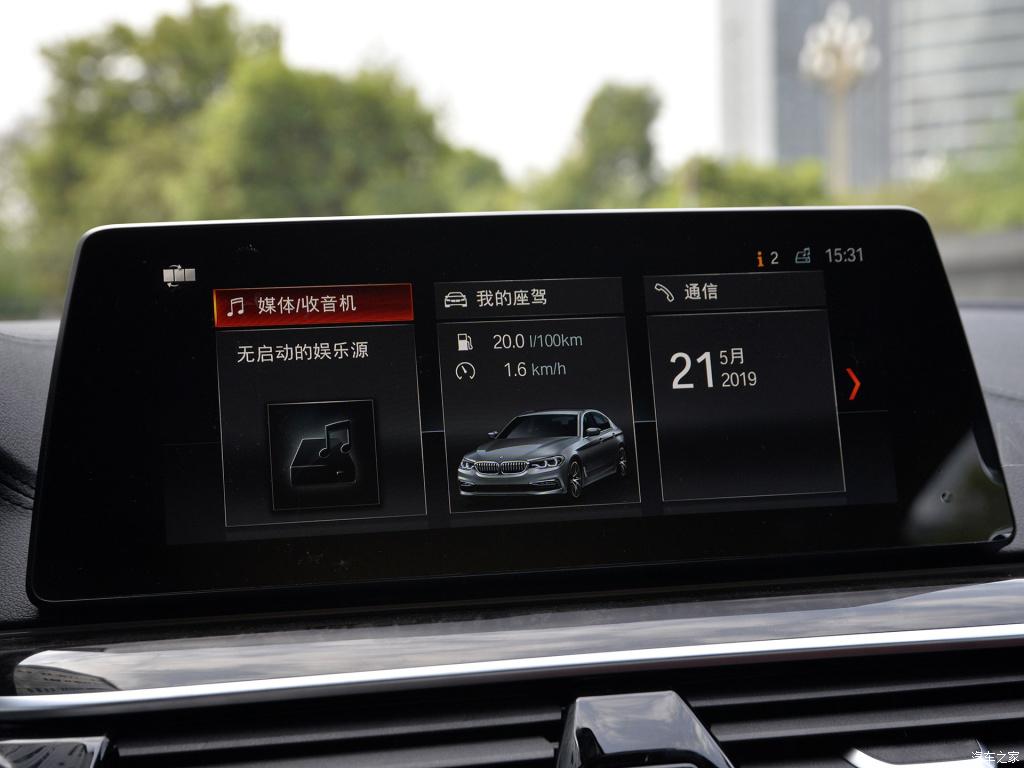 i 2 15:31
媒体/收音机
无启动的娱乐源
我的座驾
20.0 l/100km
1.6 km/h
通信
21 5月
2019
汽车之家